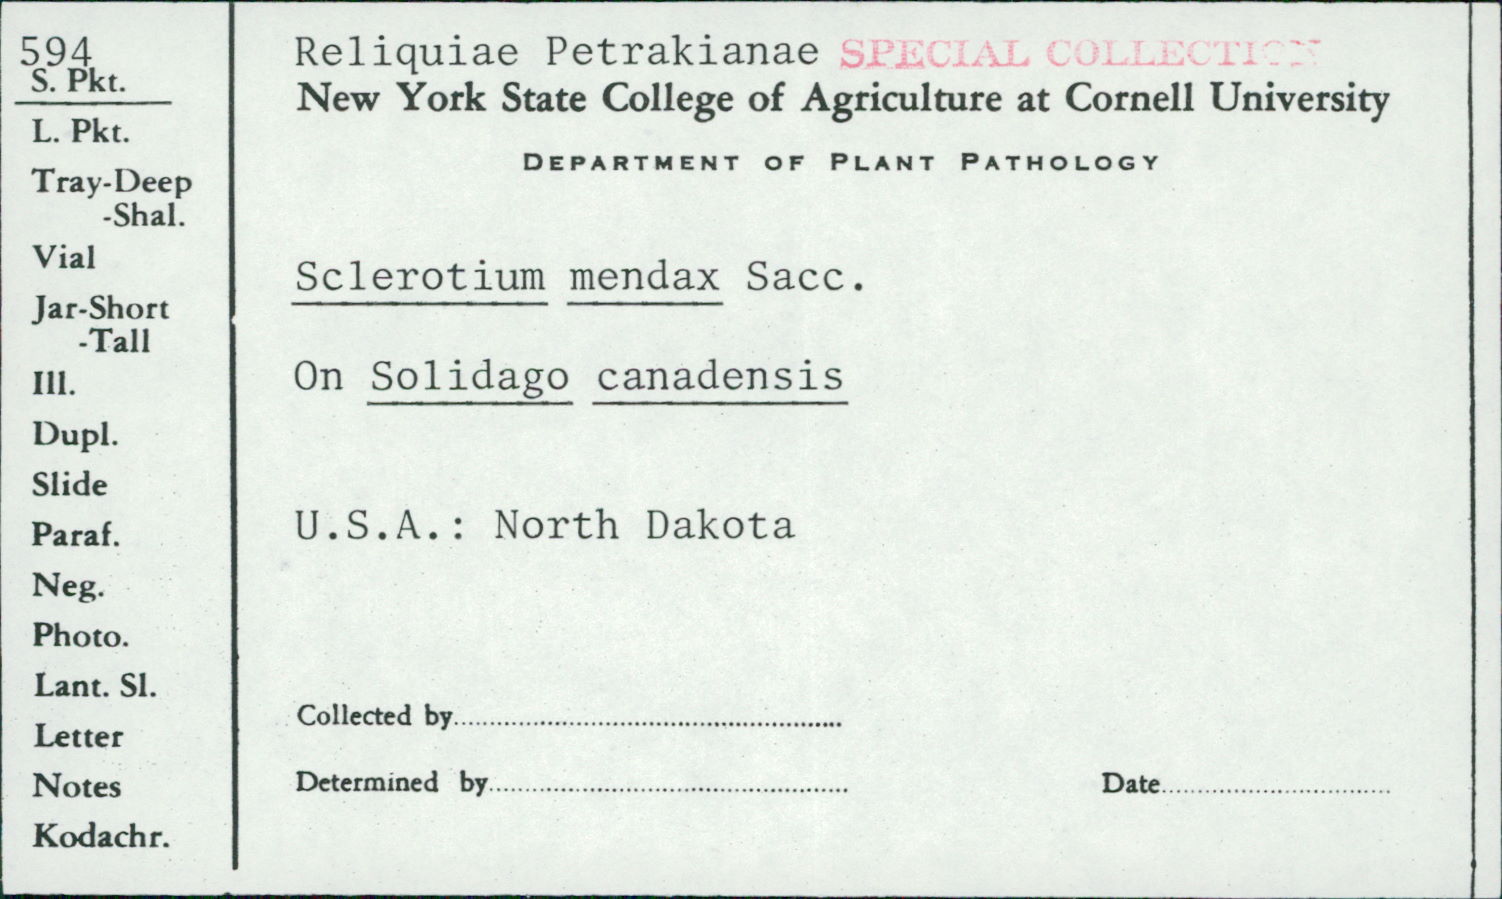 594
S. Pkt.
L. Pkt.
Tray-Deep
-Shal.
Vial
Jar-Short
-Tall
Ill.
Dupl.
Slide
Paraf.
Neg.
Photo.
Lant. Sl.
Letter
Notes
Kodachr.
Reliquiae Petrakianae SPECIAL COLLECTION
New York State College of Agriculture at Cornell University
DEPARTMENT OF PLANT PATHOLOGY
Sclerotium mendax Sacc.
On Solidago canadensis
U.S.A.: North Dakota
Collected by
Determined by
Date